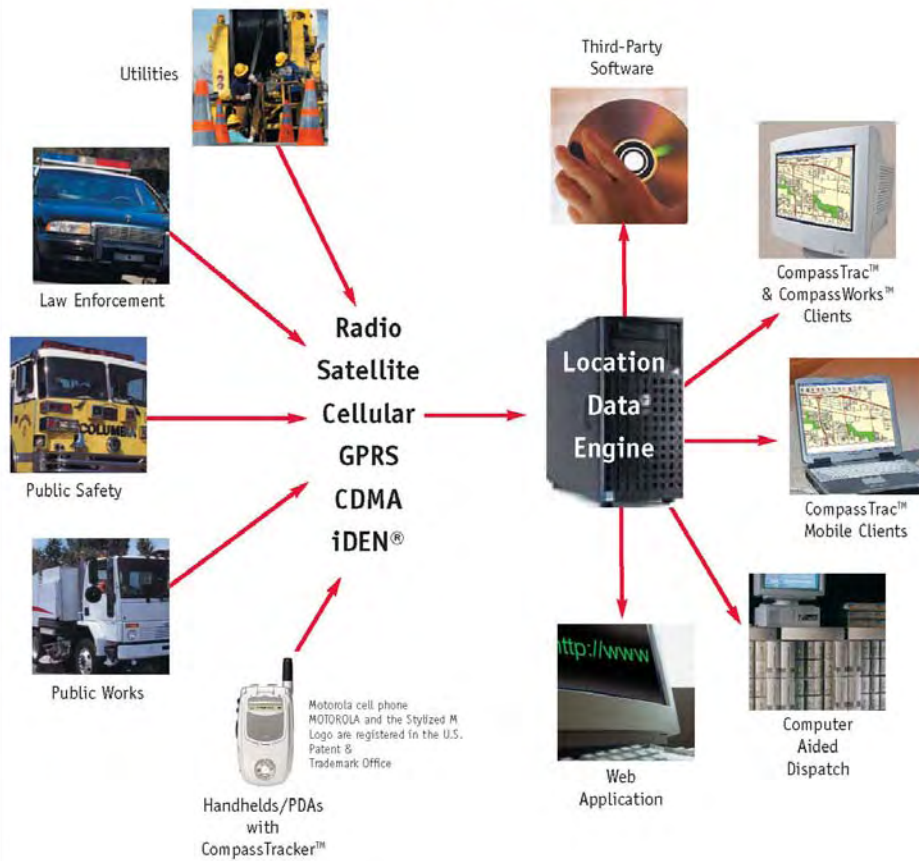 Utilities
Law Enforcement
Public Safety
COLUMBIA
Public Works
Radio
Satellite
Cellular
GPRS
CDMA
iDEN®
Motorola cell phone
MOTOROLA and the Stylized M
Logo are registered in the U.S.
Patent &
Trademark Office
Handhelds/PDAs
with
CompassTracker™
Third-Party
Software
Location
Data
Engine
CompassTrac™
& CompassWorks™
Clients
CompassTrac™
Mobile Clients
http://www
Web
Application
Computer
Aided
Dispatch